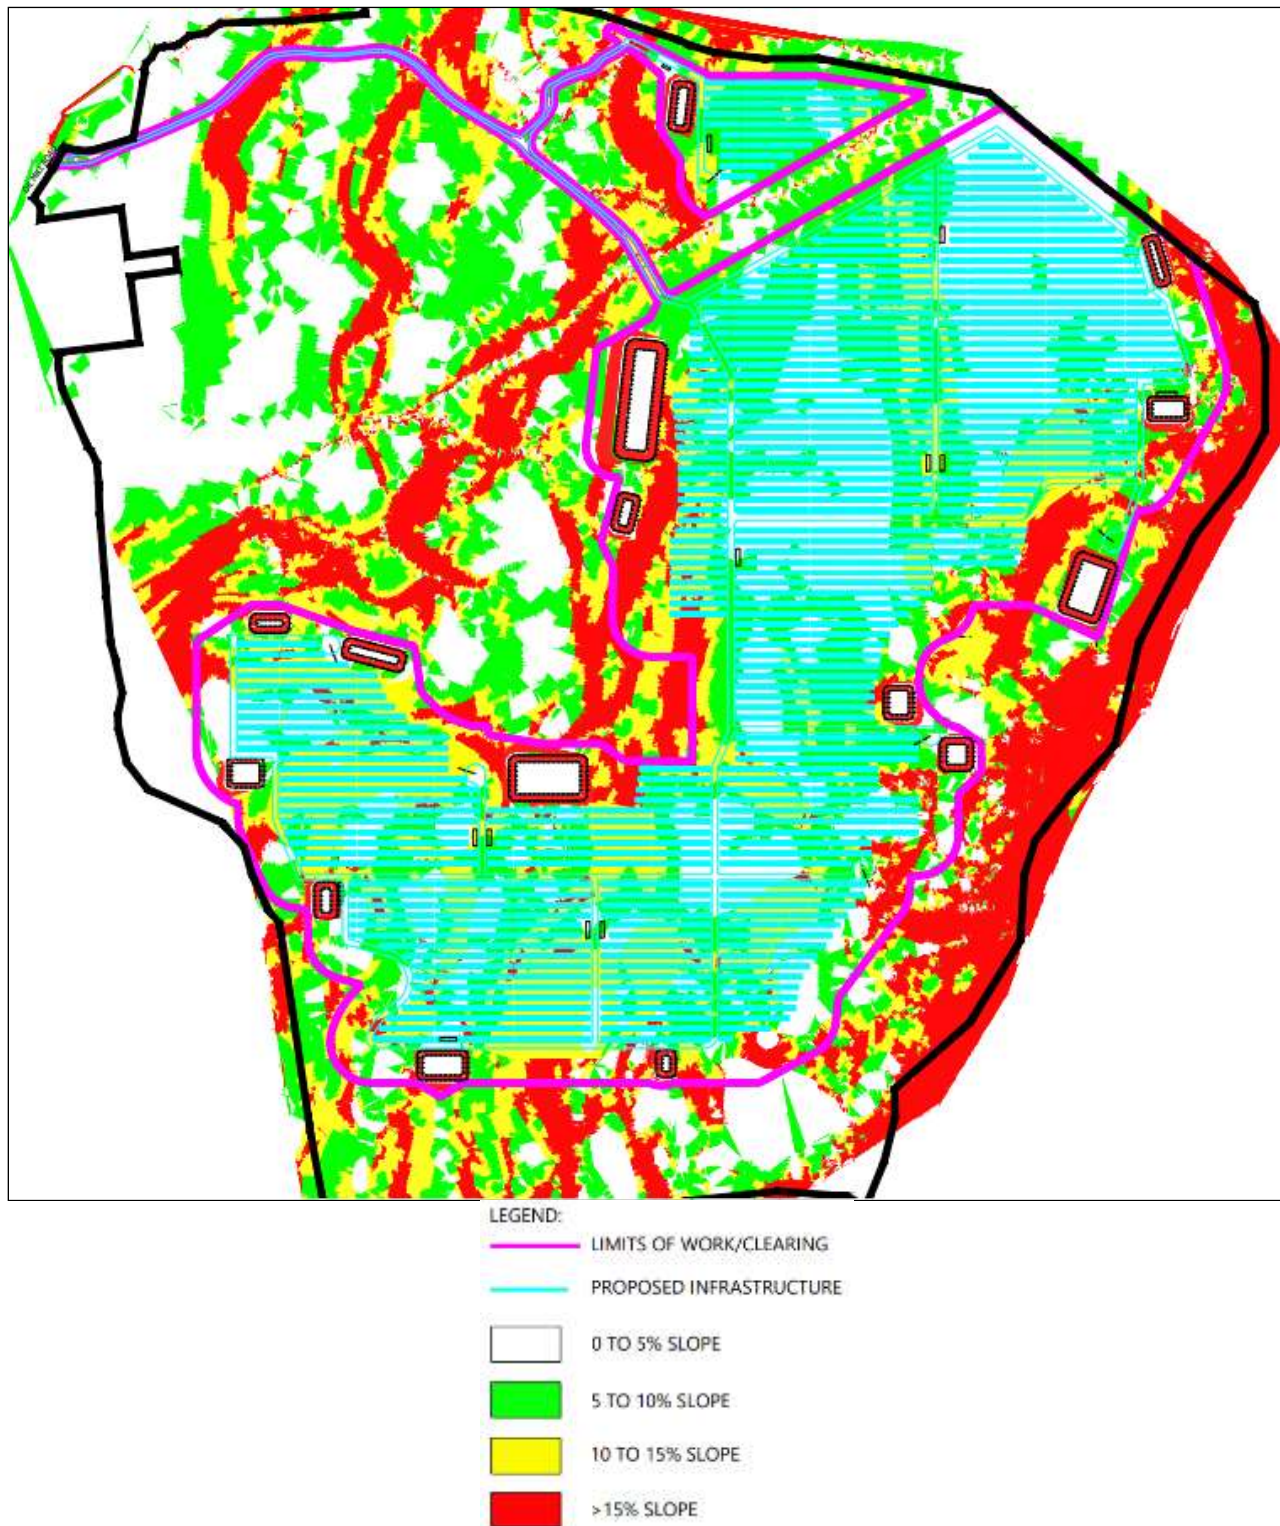 LEGEND:
LIMITS OF WORK/CLEARING
PROPOSED INFRASTRUCTURE
0 TO 5% SLOPE
5 TO 10% SLOPE
10 TO 15% SLOPE
>15% SLOPE